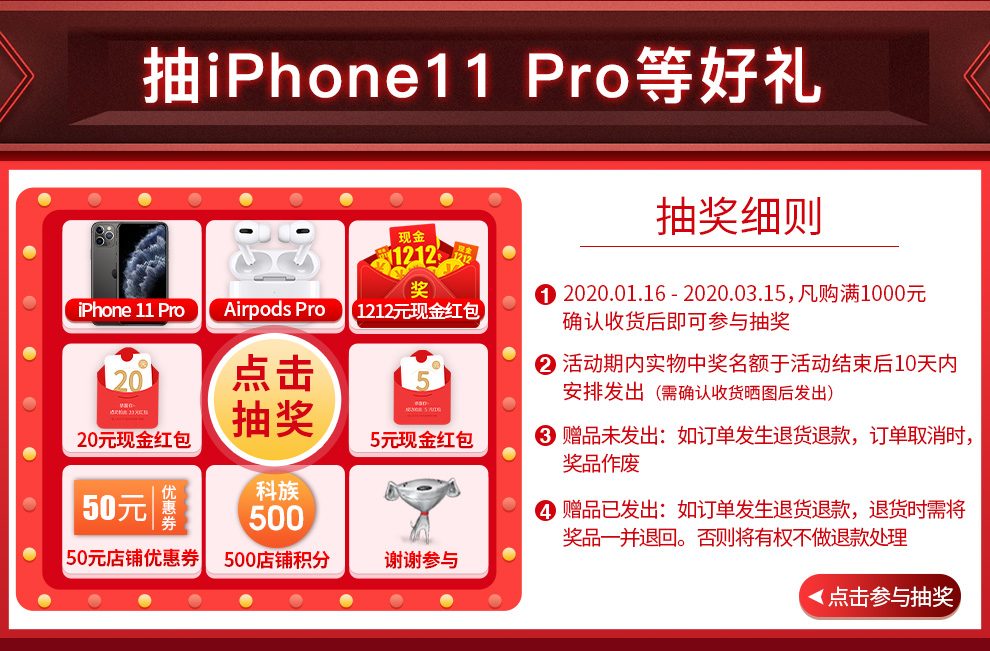 抽iPhone11 Pro等好礼
iPhone 11 Pro
Airpods Pro
现金
1212
奖
1212元现金红包
20
20元现金红包
点击
抽奖
5
5元现金红包
50元
优惠券
50元店铺优惠券
科族
500
500店铺积分
谢谢参与
抽奖细则
1 2020.01.16 - 2020.03.15,凡购满1000元
确认收货后即可参与抽奖
2 活动期内实物中奖名额于活动结束后10天内
安排发出（需确认收货晒图后发出）
3 赠品未发出：如订单发生退货退款，订单取消时，
奖品作废
4 赠品已发出：如订单发生退货退款，退货时需将
奖品一并退回。否则将有权不做退款处理
点击参与抽奖